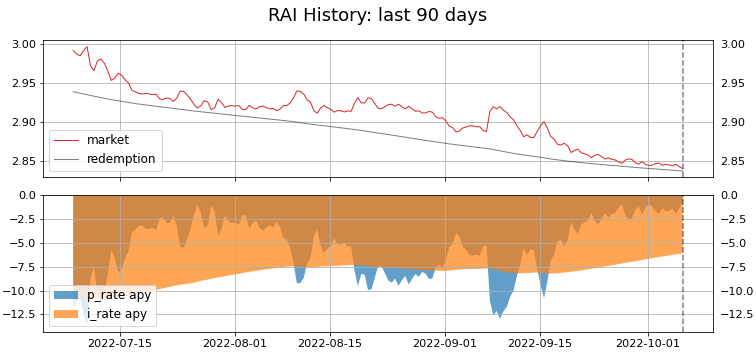 RAI History: last 90 days
3.00 3.00
2.95 2.95
2.90 2.90
2.85 2.85
market
redemption
0.0 0.0
−2.5 −2.5
−5.0 −5.0
−7.5 −7.5
−10.0 −10.0
−12.5 −12.5
p_rate apy
i_rate apy
2022-07-15 2022-08-01 2022-08-15 2022-09-01 2022-09-15 2022-10-01